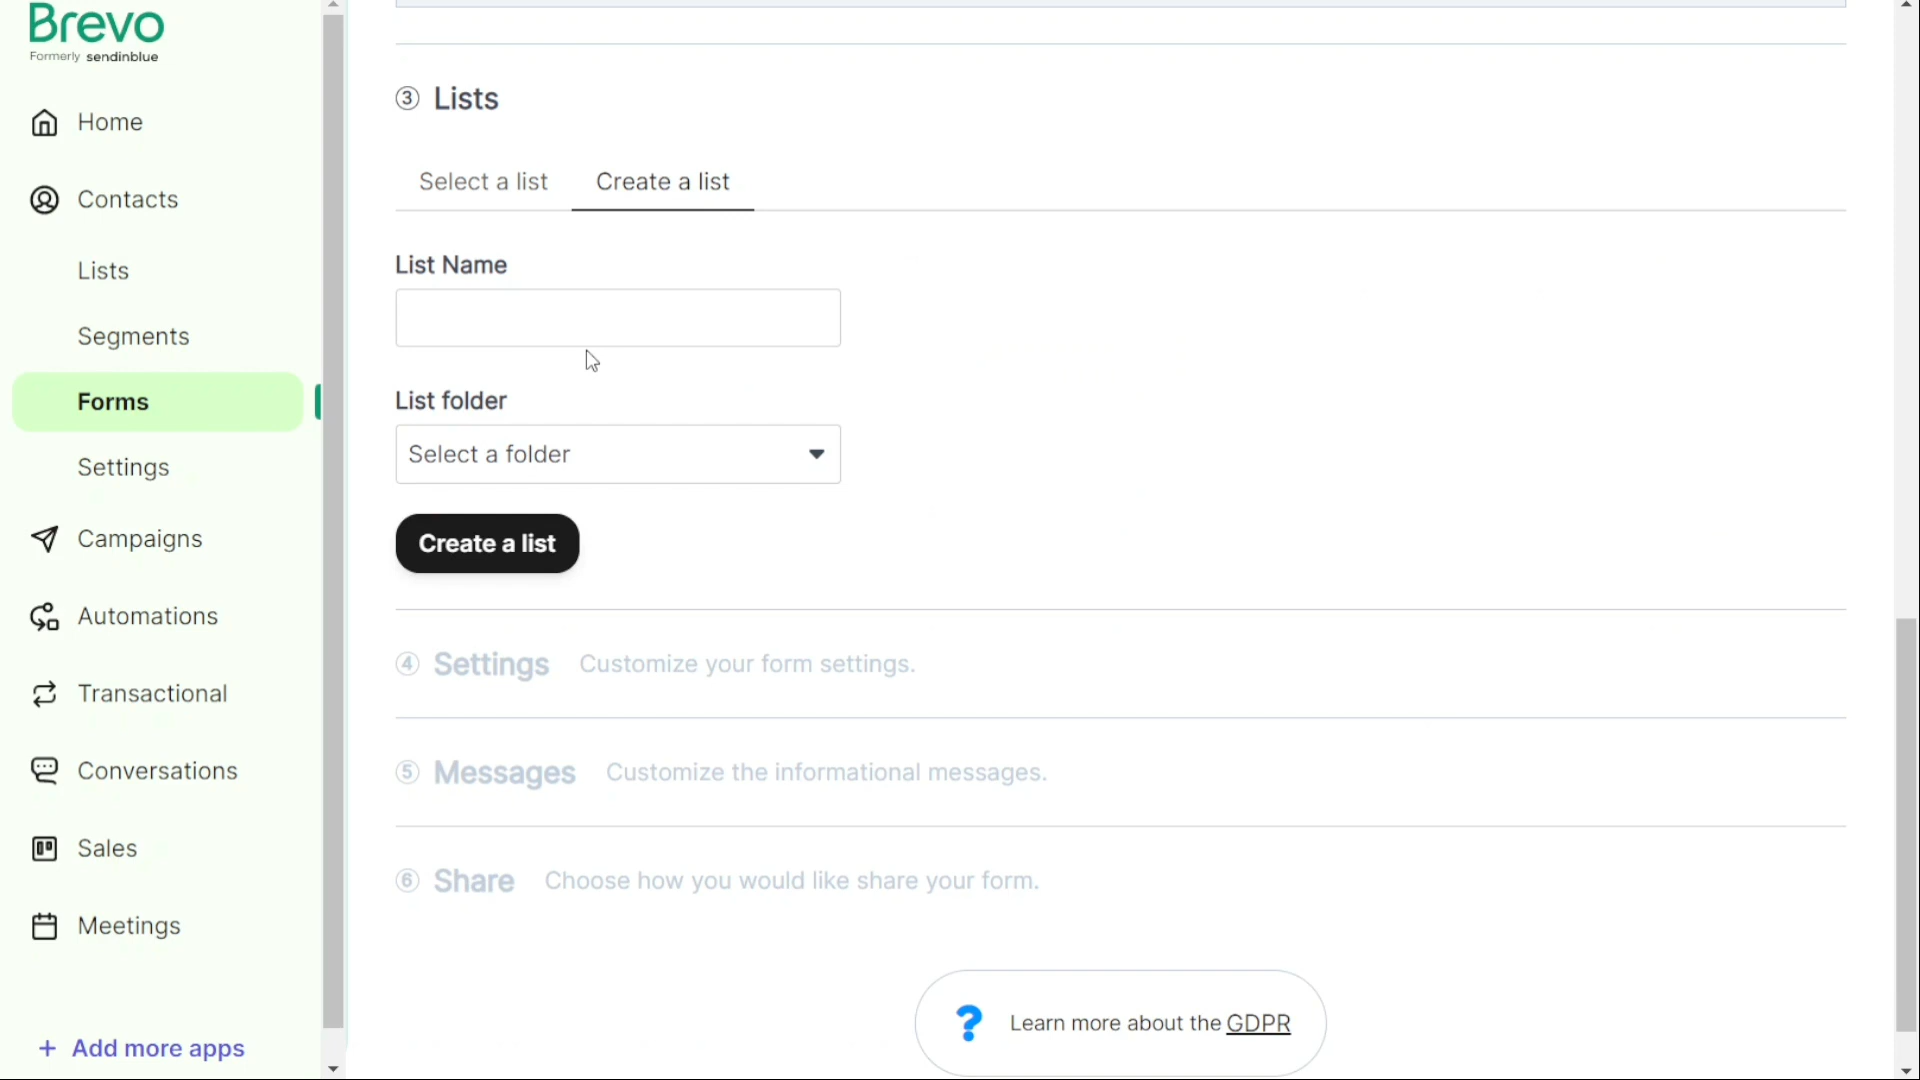 Brevo
Formerly sendinblue
Home
Contacts
Lists
Segments
Forms
Settings
Campaigns
Automations
Transactional
Conversations
Sales
Meetings
+ Add more apps
3 Lists
Select a list Create a list
List Name
List folder
Select a folder
Create a list
4 Settings Customize your form settings.
5 Messages Customize the informational messages.
6 Share Choose how you would like share your form.
? Learn more about the GDPR